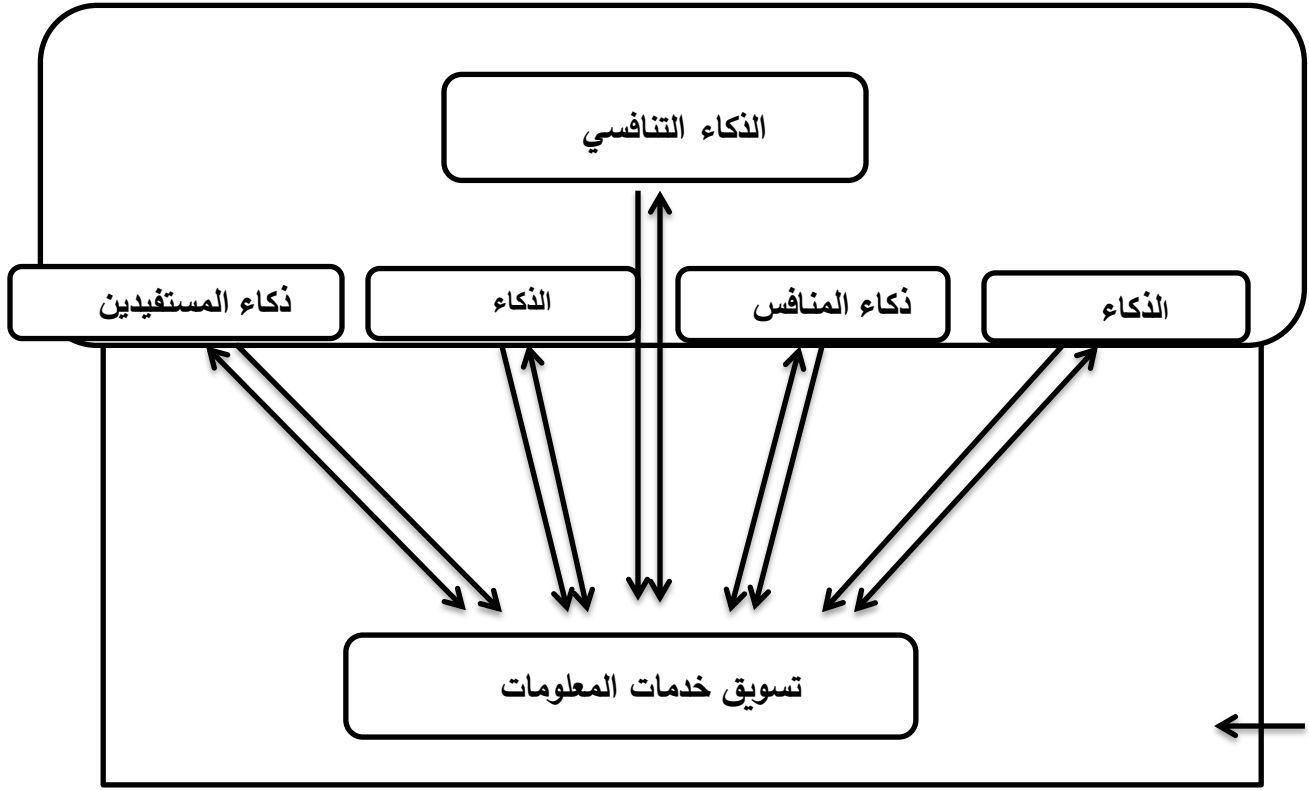 الذكاء التنافسي
الذكاء
ذكاء المنافس
الذكاء
ذكاء المستفيدين
تسويق خدمات المعلومات